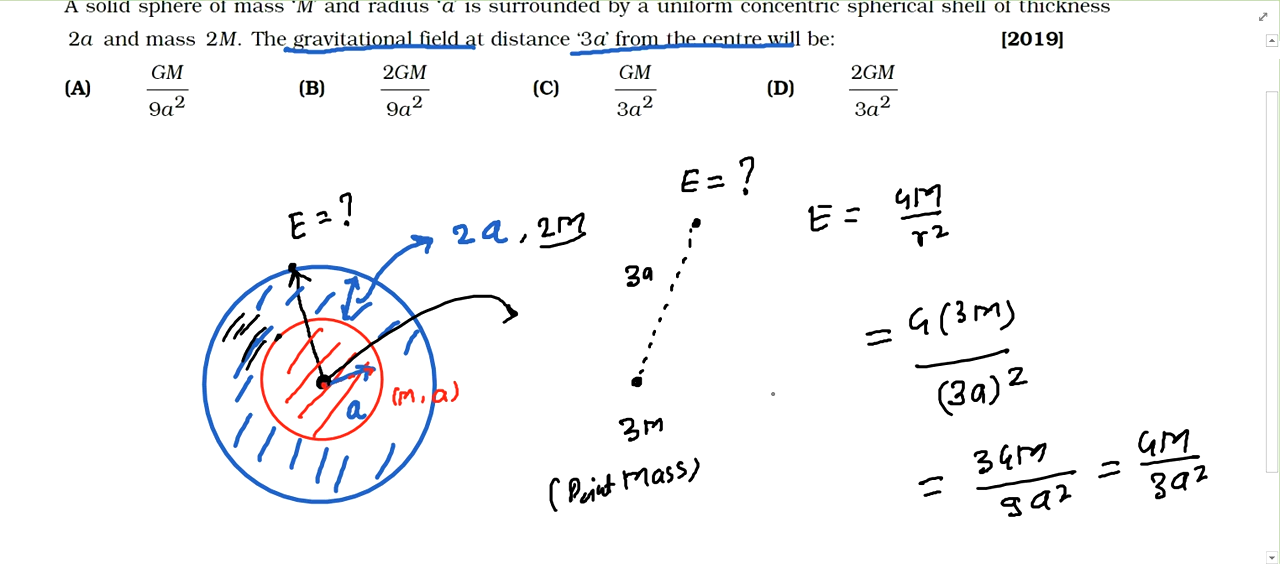 A solid sphere of mass 'M' and radius 'a' is surrounded by a uniform concentric spherical shell of thickness
2a and mass 2M. The gravitational field at distance '3a' from the centre will be: [2019]
(A) GM/9a² (B) 2GM/9a² (C) GM/3a² (D) 2GM/3a²
E = ?
2a, 2M
a
(M, a)
E = ?
3a
3M
(Point Mass)
E = GM/r²
= G(3M)/(3a)²
= 3GM/9a² = GM/3a²